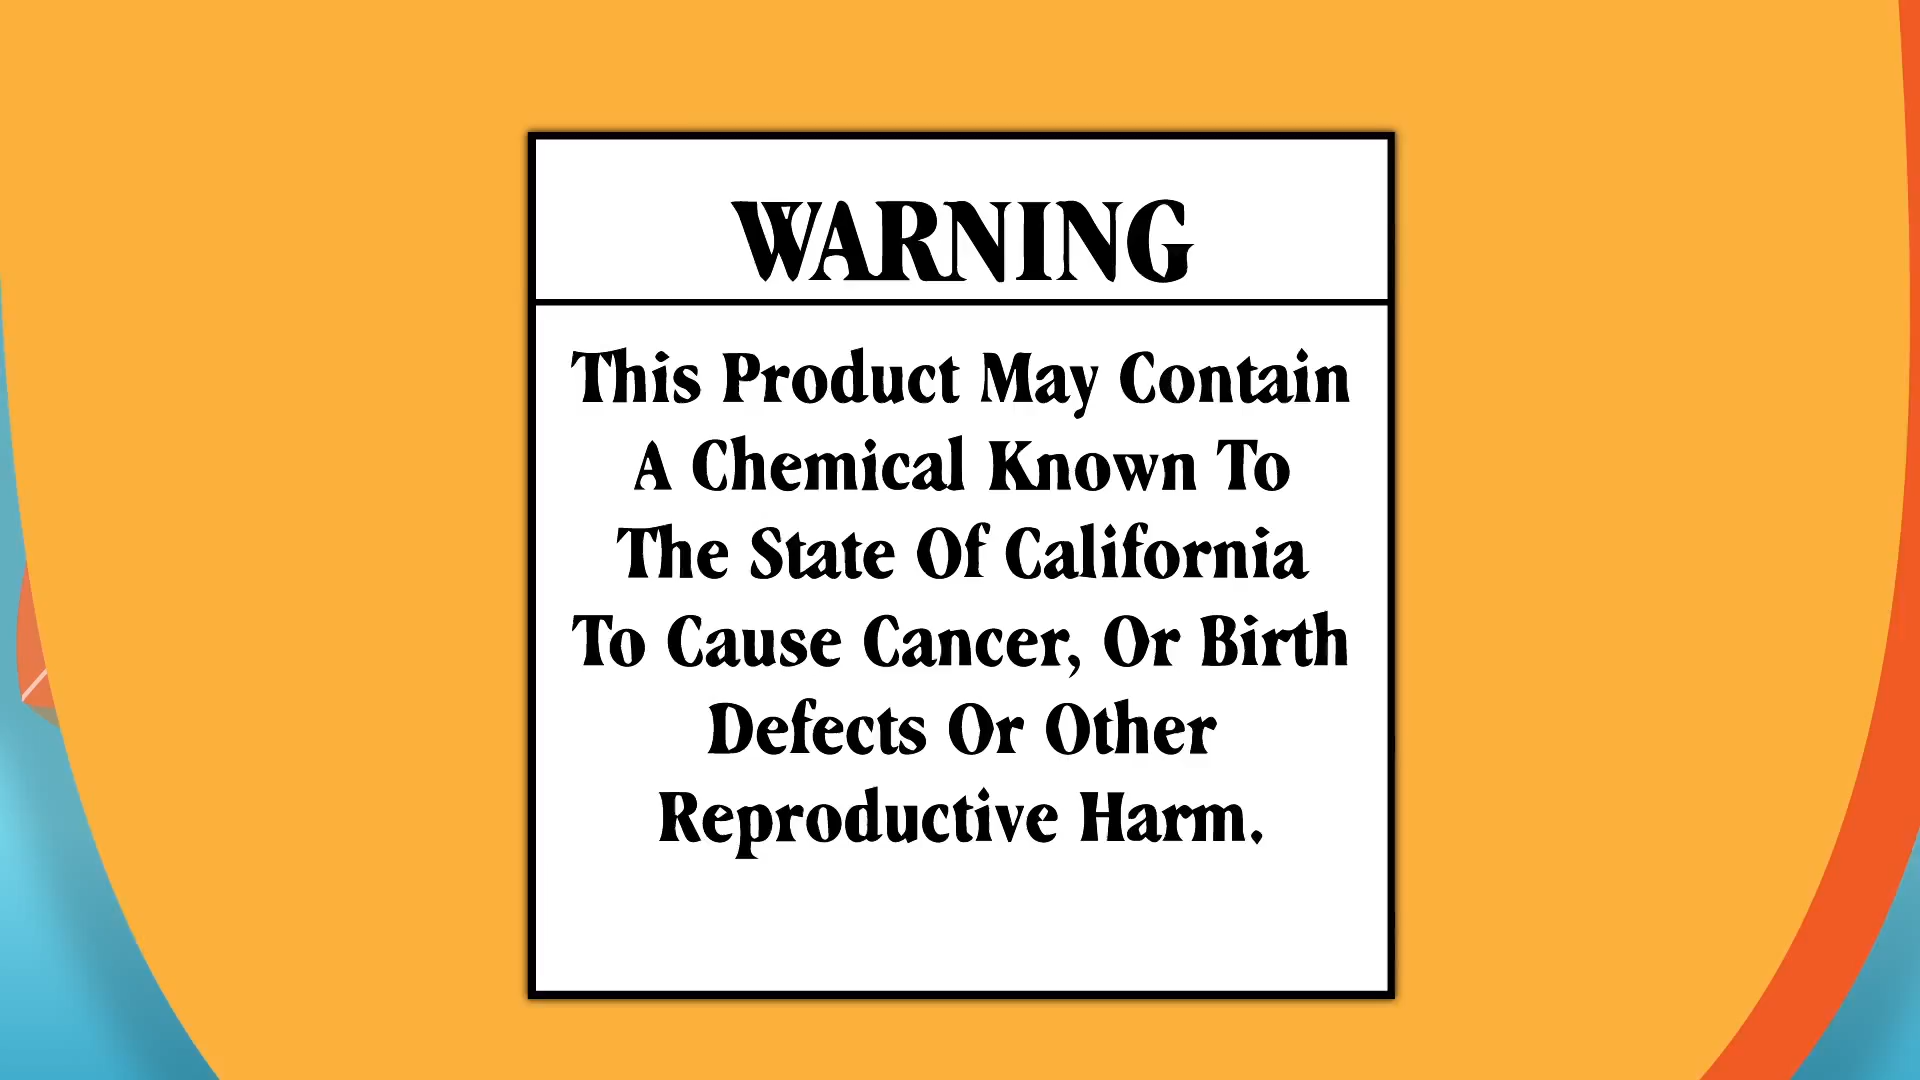 WARNING
This Product May Contain
A Chemical Known To
The State Of California
To Cause Cancer, Or Birth
Defects Or Other
Reproductive Harm.